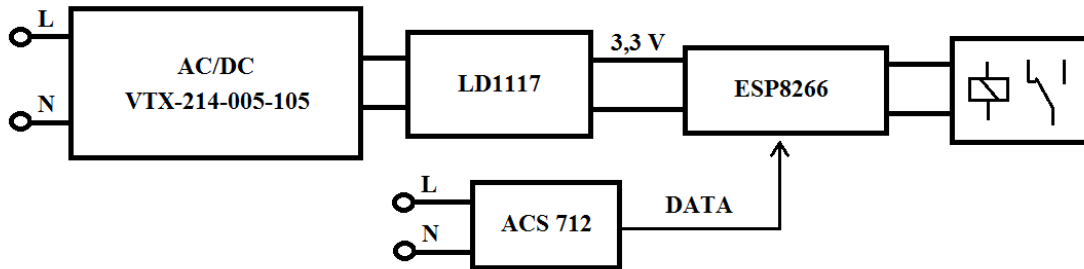 L
N
AC/DC
VTX-214-005-105
LD1117
3,3 V
ESP8266
L
N
ACS 712
DATA